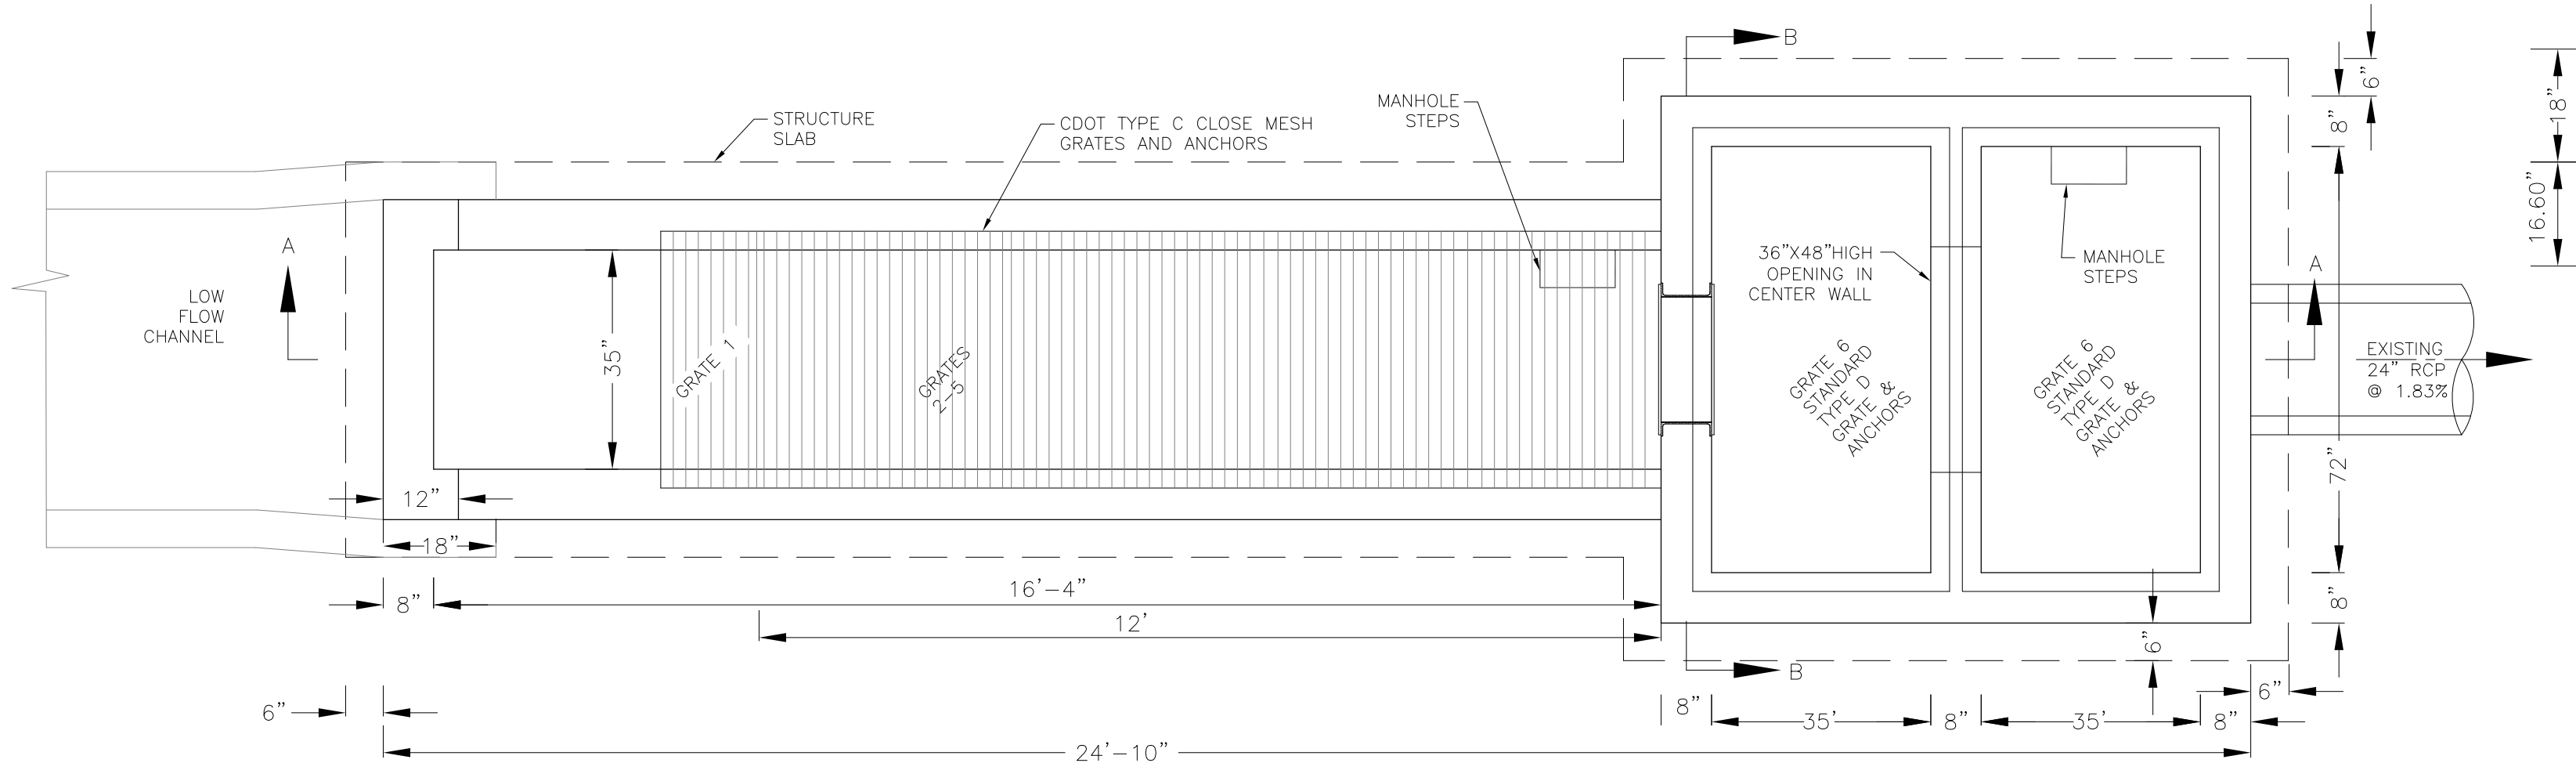 B
6”
8”
18”
MANHOLE
STEPS
STRUCTURE
SLAB
CDOT TYPE C CLOSE MESH
GRATES AND ANCHORS
16.60”
A
LOW
FLOW
CHANNEL
35”
GRATE 1
GRATES
2–5
36”X48”HIGH
OPENING IN
CENTER WALL
MANHOLE
STEPS
A
GRATE 6
STANDARD
TYPE D
GRATE &
ANCHORS
GRATE 6
STANDARD
TYPE D
GRATE &
ANCHORS
EXISTING
24” RCP
@ 1.83%
72”
12”
18”
8”
16’–4”
12’
8”
6”
B
6”
8”
35’
8”
35’
8”
6”
24’–10”